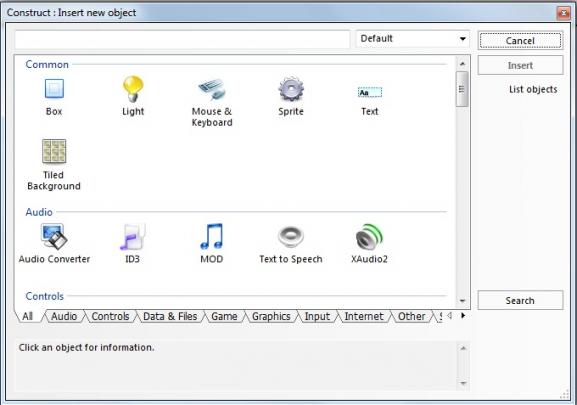 Construct : Insert new object
Default
Cancel
Insert
List objects
Common
Box
Light
Mouse &
Keyboard
Sprite
Aa
Text
Tiled
Background
Audio
Audio Converter
ID3
MOD
Text to Speech
XAudio2
Controls
Search
All Audio Controls Data & Files Game Graphics Input Internet Other
Click an object for information.